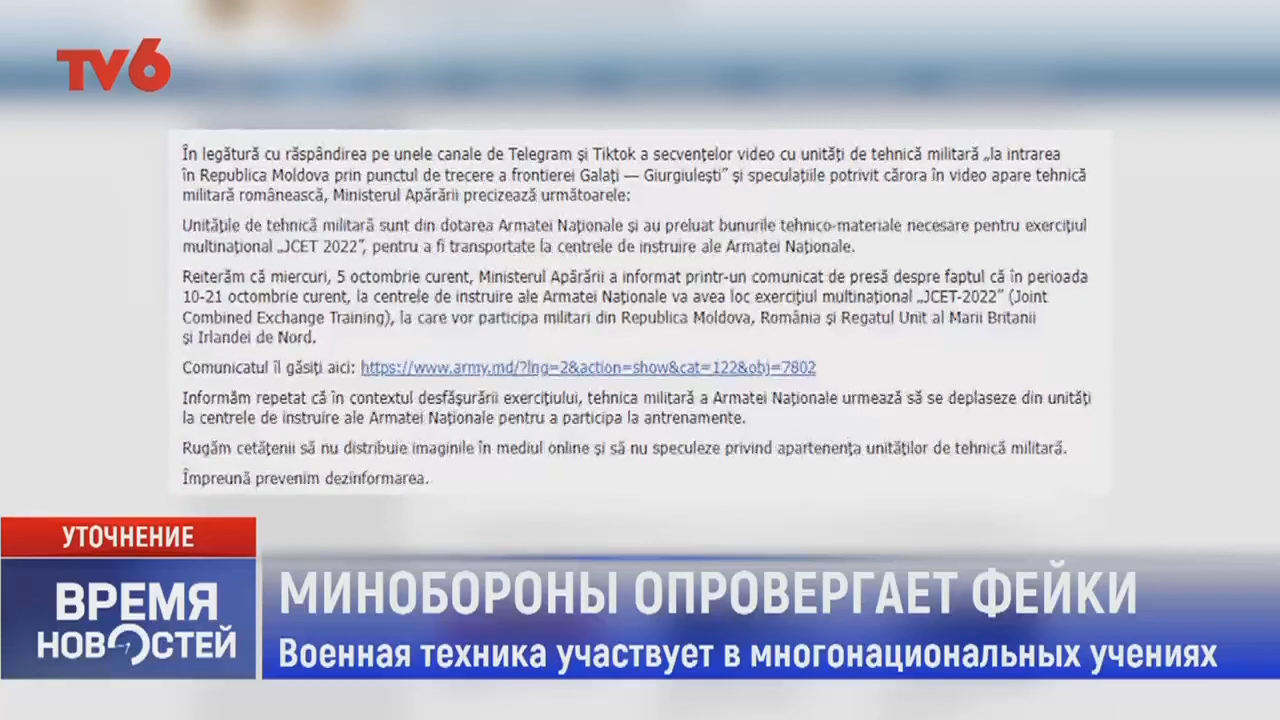 TV6
În legătură cu răspândirea pe unele canale de Telegram și Tiktok a secvențelor video cu unități de tehnică militară „la intrarea
în Republica Moldova prin punctul de trecere a frontierei Galați — Giurgiulești” și speculațiile potrivit cărora în video apare tehnică
militară românească, Ministerul Apărării precizează următoarele:
Unitățile de tehnică militară sunt din dotarea Armatei Naționale și au preluat bunurile tehnico-materiale necesare pentru exercițiul
multinațional „JCET 2022”, pentru a fi transportate la centrele de instruire ale Armatei Naționale.
Reiterăm că miercuri, 5 octombrie curent, Ministerul Apărării a informat printr-un comunicat de presă despre faptul că în perioada
10-21 octombrie curent, la centrele de instruire ale Armatei Naționale va avea loc exercițiul multinațional „JCET-2022” (Joint
Combined Exchange Training), la care vor participa militari din Republica Moldova, România și Regatul Unit al Marii Britanii
și Irlandei de Nord.
Comunicatul îl găsiți aici: https://www.army.md/?lng=2&action=show&cat=122&obj=7802
Informăm repetat că în contextul desfășurării exercițiului, tehnica militară a Armatei Naționale urmează să se deplaseze din unități
la centrele de instruire ale Armatei Naționale pentru a participa la antrenamente.
Rugăm cetățenii să nu distribuie imaginile în mediul online și să nu speculeze privind apartenența unităților de tehnică militară.
Împreună prevenim dezinformarea.
УТОЧНЕНИЕ
ВРЕМЯ
НОВОСТЕЙ
МИНОБОРОНЫ ОПРОВЕРГАЕТ ФЕЙКИ
Военная техника участвует в многонациональных учениях